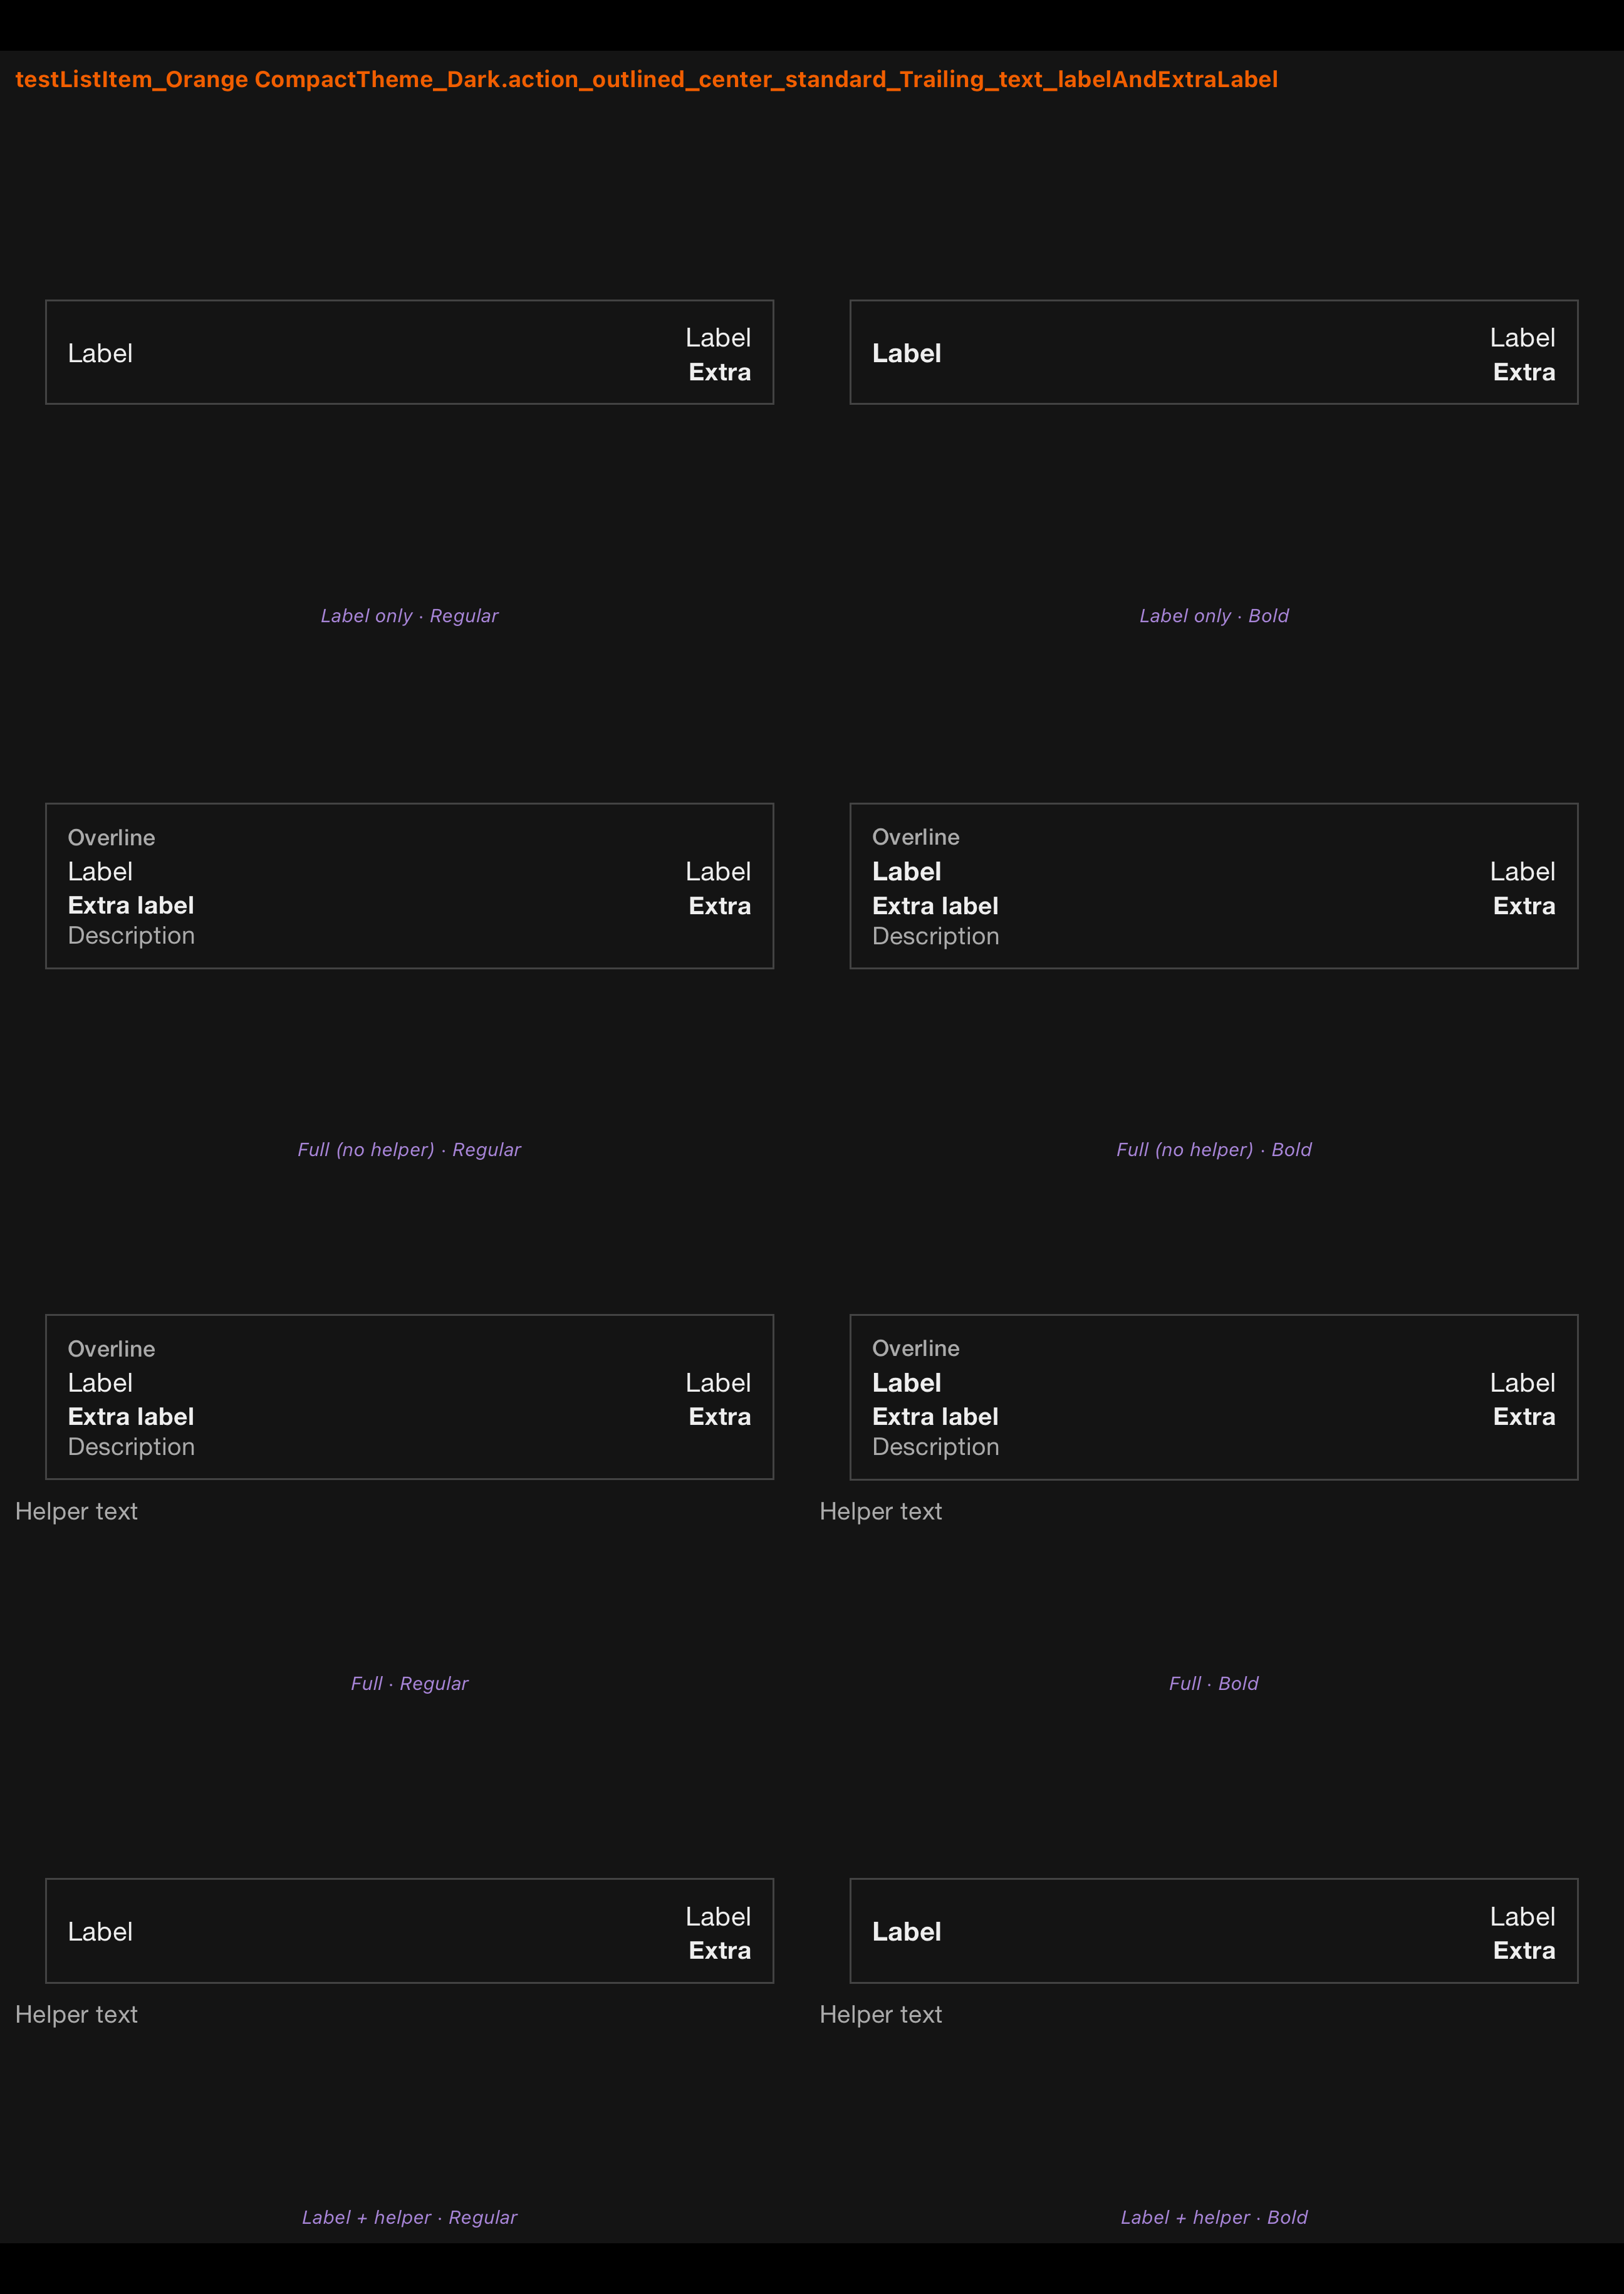 testListItem_Orange CompactTheme_Dark.action_outlined_center_standard_Trailing_text_labelAndExtraLabel
Label
Label
Extra
Label
Label
Extra
Label only · Regular
Label only · Bold
Overline
Label
Extra label
Description
Label
Extra
Overline
Label
Extra label
Description
Label
Extra
Full (no helper) · Regular
Full (no helper) · Bold
Overline
Label
Extra label
Description
Label
Extra
Helper text
Overline
Label
Extra label
Description
Label
Extra
Helper text
Full · Regular
Full · Bold
Label
Label
Extra
Helper text
Label
Label
Extra
Helper text
Label + helper · Regular
Label + helper · Bold